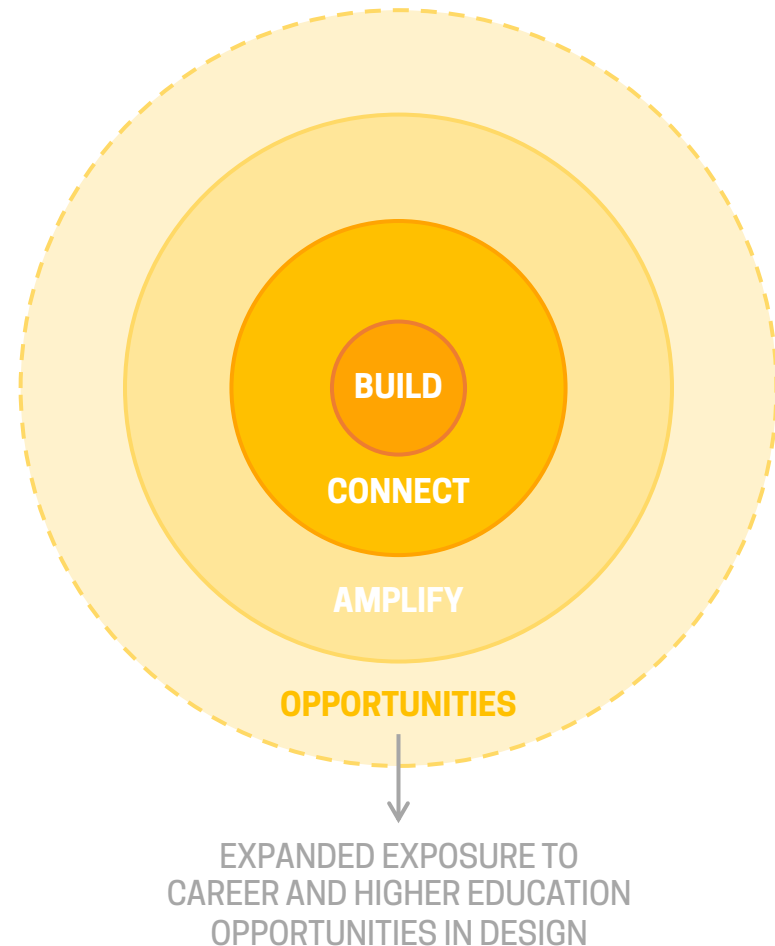 BUILD
CONNECT
AMPLIFY
OPPORTUNITIES
EXPANDED EXPOSURE TO
CAREER AND HIGHER EDUCATION
OPPORTUNITIES IN DESIGN